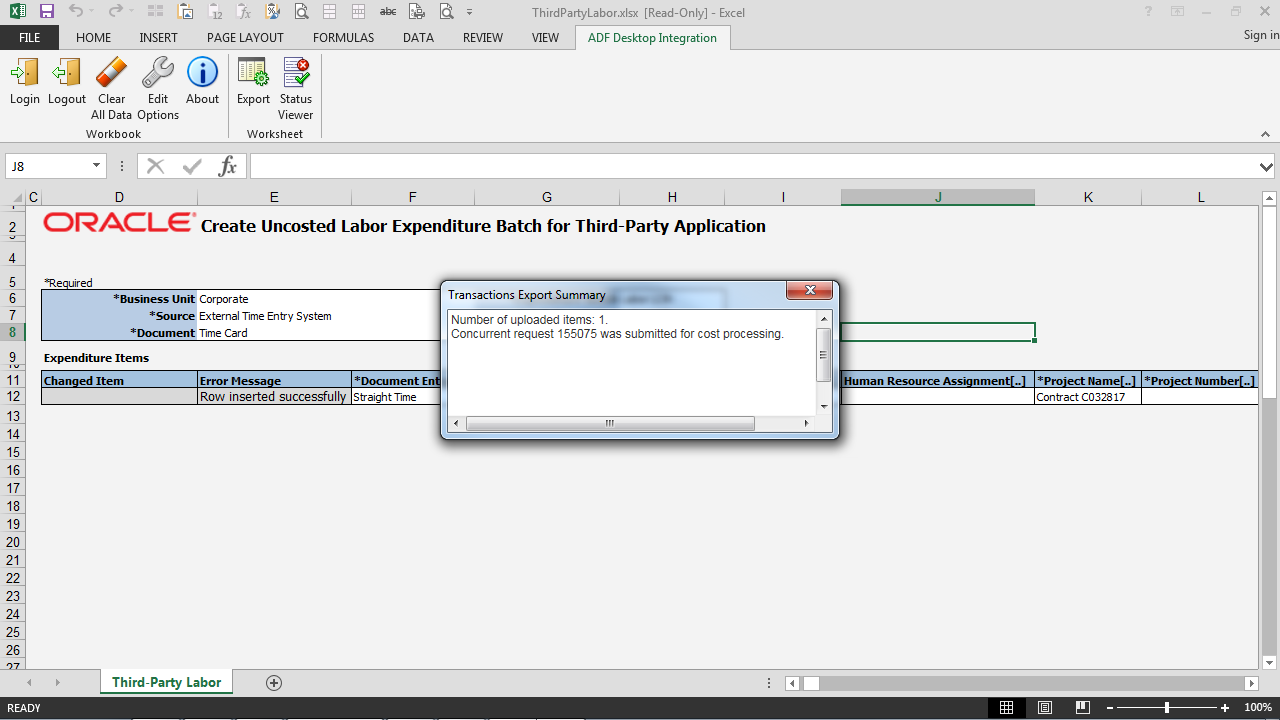 ThirdPartyLabor.xlsx [Read-Only] - Excel
FILE HOME INSERT PAGE LAYOUT FORMULAS DATA REVIEW VIEW ADF Desktop Integration Sign in
Login Logout Clear All Data Edit Options About Export Status Viewer
Workbook Worksheet
J8 fx
C D E F G H I J K L
2 ORACLE Create Uncosted Labor Expenditure Batch for Third-Party Application
4
5 *Required
6 *Business Unit Corporate
7 *Source External Time Entry System
8 *Document Time Card
9 Expenditure Items
11 Changed Item Error Message *Document Ent Human Resource Assignment[..] *Project Name[..] *Project Number[..]
12 Row inserted successfully Straight Time Contract C032817
Transactions Export Summary
Number of uploaded items: 1.
Concurrent request 155075 was submitted for cost processing.
13
14
15
16
17
18
19
20
21
22
23
24
25
26
27
Third-Party Labor
READY 100%